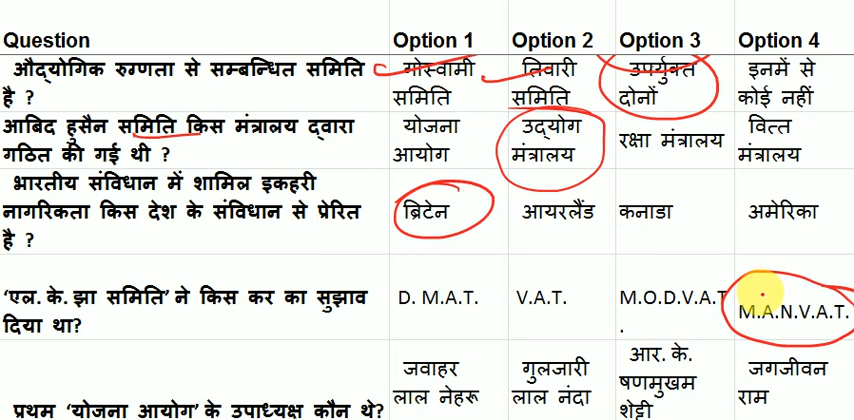 Question Option 1 Option 2 Option 3 Option 4
औद्योगिक रुग्णता से सम्बन्धित समिति है ? गोस्वामी समिति तिवारी समिति उपर्युक्त दोनों इनमें से कोई नहीं
आबिद हुसैन समिति किस मंत्रालय द्वारा गठित की गई थी ? योजना आयोग उद्योग मंत्रालय रक्षा मंत्रालय वित्त मंत्रालय
भारतीय संविधान में शामिल इकहरी नागरिकता किस देश के संविधान से प्रेरित है ? ब्रिटेन आयरलैंड कनाडा अमेरिका
‘एल. के. झा समिति’ ने किस कर का सुझाव दिया था? D. M.A.T. V.A.T. M.O.D.V.A.T. M.A.N.V.A.T.
प्रथम ‘योजना आयोग’ के उपाध्यक्ष कौन थे? जवाहर लाल नेहरू गुलजारी लाल नंदा आर. के. षणमुखम शेट्टी जगजीवन राम